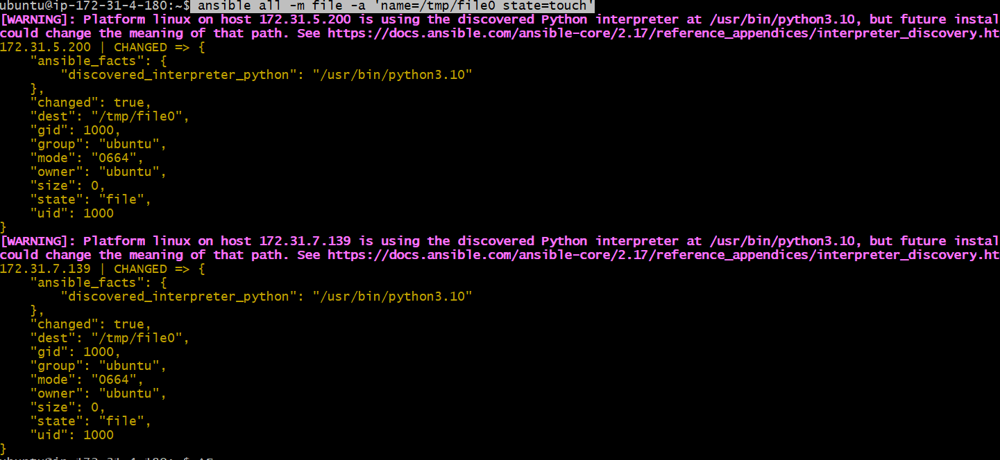 ubuntu@ip-172-31-4-180:~$ ansible all -m file -a 'name=/tmp/file0 state=touch'
[WARNING]: Platform linux on host 172.31.5.200 is using the discovered Python interpreter at /usr/bin/python3.10, but future instal
could change the meaning of that path. See https://docs.ansible.com/ansible-core/2.17/reference_appendices/interpreter_discovery.ht
172.31.5.200 | CHANGED => {
    "ansible_facts": {
        "discovered_interpreter_python": "/usr/bin/python3.10"
    },
    "changed": true,
    "dest": "/tmp/file0",
    "gid": 1000,
    "group": "ubuntu",
    "mode": "0664",
    "owner": "ubuntu",
    "size": 0,
    "state": "file",
    "uid": 1000
}
[WARNING]: Platform linux on host 172.31.7.139 is using the discovered Python interpreter at /usr/bin/python3.10, but future instal
could change the meaning of that path. See https://docs.ansible.com/ansible-core/2.17/reference_appendices/interpreter_discovery.ht
172.31.7.139 | CHANGED => {
    "ansible_facts": {
        "discovered_interpreter_python": "/usr/bin/python3.10"
    },
    "changed": true,
    "dest": "/tmp/file0",
    "gid": 1000,
    "group": "ubuntu",
    "mode": "0664",
    "owner": "ubuntu",
    "size": 0,
    "state": "file",
    "uid": 1000
}